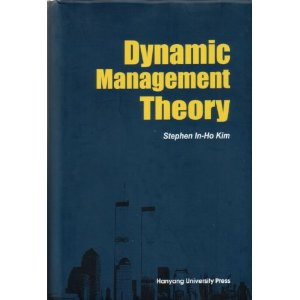 Dynamic
Management
Theory
Stephen In-Ho Kim
Hanyang University Press